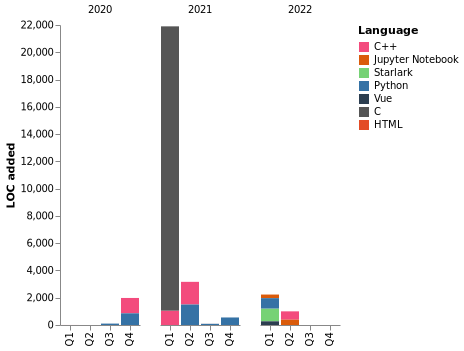 2020 2021 2022
Language
C++
Jupyter Notebook
Starlark
Python
Vue
C
HTML
LOC added
22,000
20,000
18,000
16,000
14,000
12,000
10,000
8,000
6,000
4,000
2,000
0
Q1 Q2 Q3 Q4 Q1 Q2 Q3 Q4 Q1 Q2 Q3 Q4